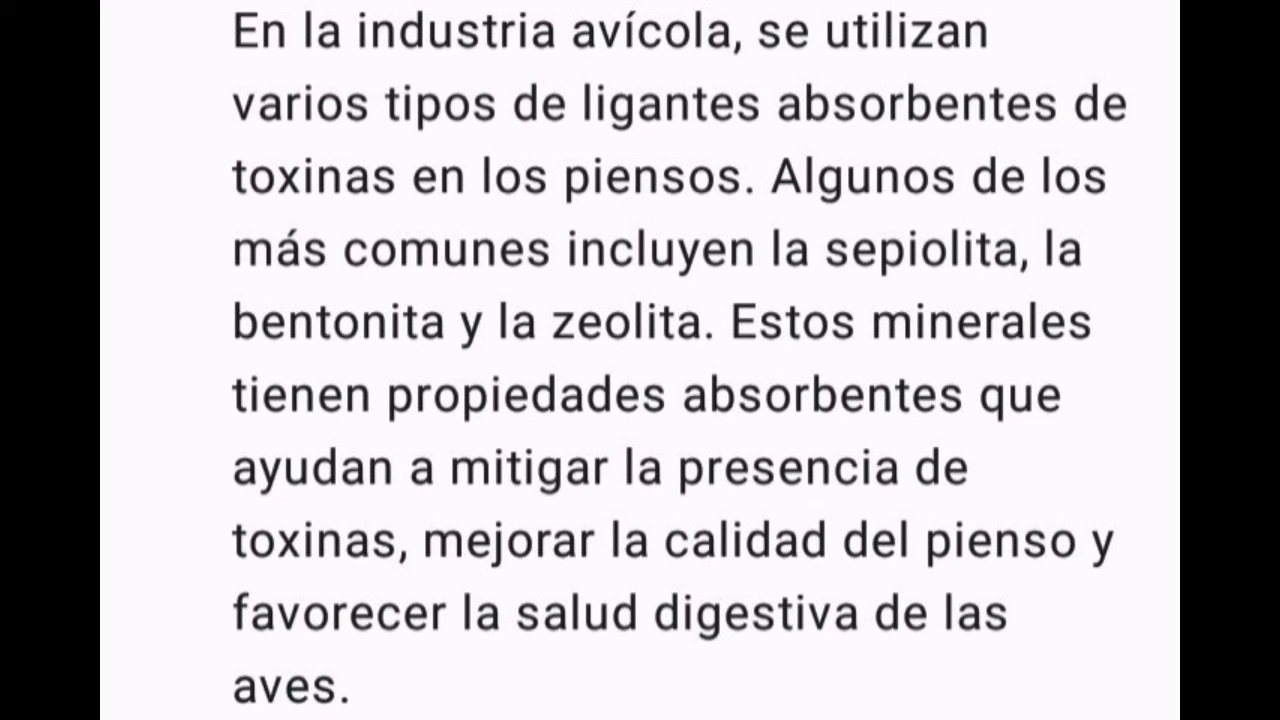 En la industria avícola, se utilizan
varios tipos de ligantes absorbentes de
toxinas en los piensos. Algunos de los
más comunes incluyen la sepiolita, la
bentonita y la zeolita. Estos minerales
tienen propiedades absorbentes que
ayudan a mitigar la presencia de
toxinas, mejorar la calidad del pienso y
favorecer la salud digestiva de las
aves.